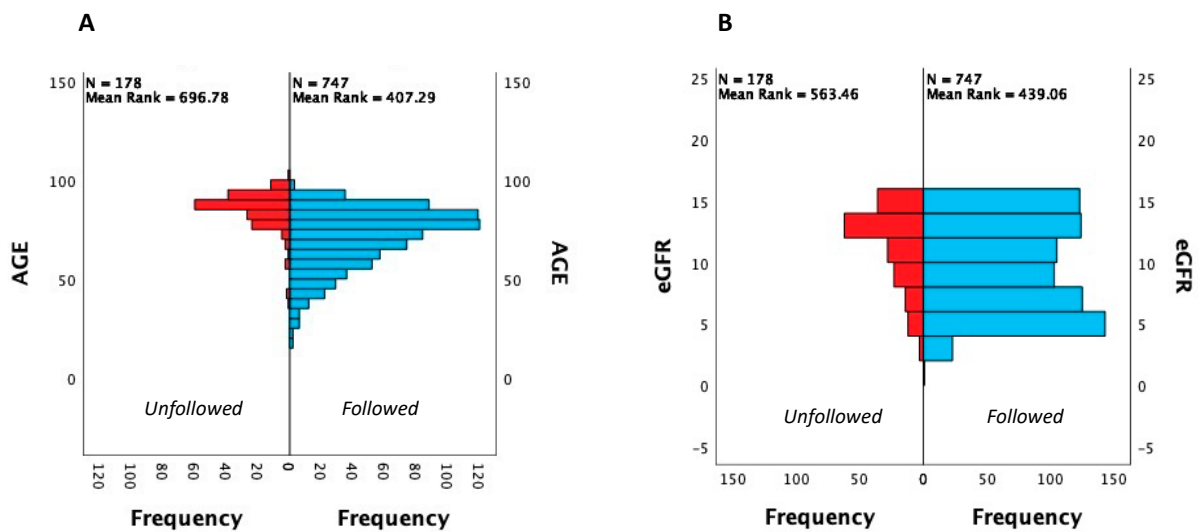 A
N = 178
Mean Rank = 696.78
N = 747
Mean Rank = 407.29
150
100
50
0
AGE
150
100
50
0
AGE
Unfollowed
Followed
120 100 80 60 40 20 0 20 40 60 80 100 120
Frequency
Frequency
B
N = 178
Mean Rank = 563.46
N = 747
Mean Rank = 439.06
25
20
15
10
5
0
-5
eGFR
25
20
15
10
5
0
-5
eGFR
Unfollowed
Followed
150 100 50 0 50 100 150
Frequency
Frequency